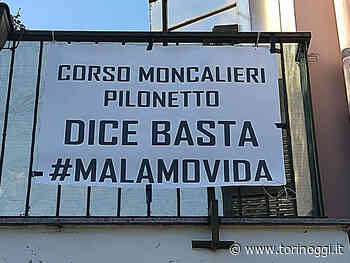 CORSO MONCALIERI
PILONETTO
DICE BASTA
#MALAMOVIDA
© www.torinoggi.it